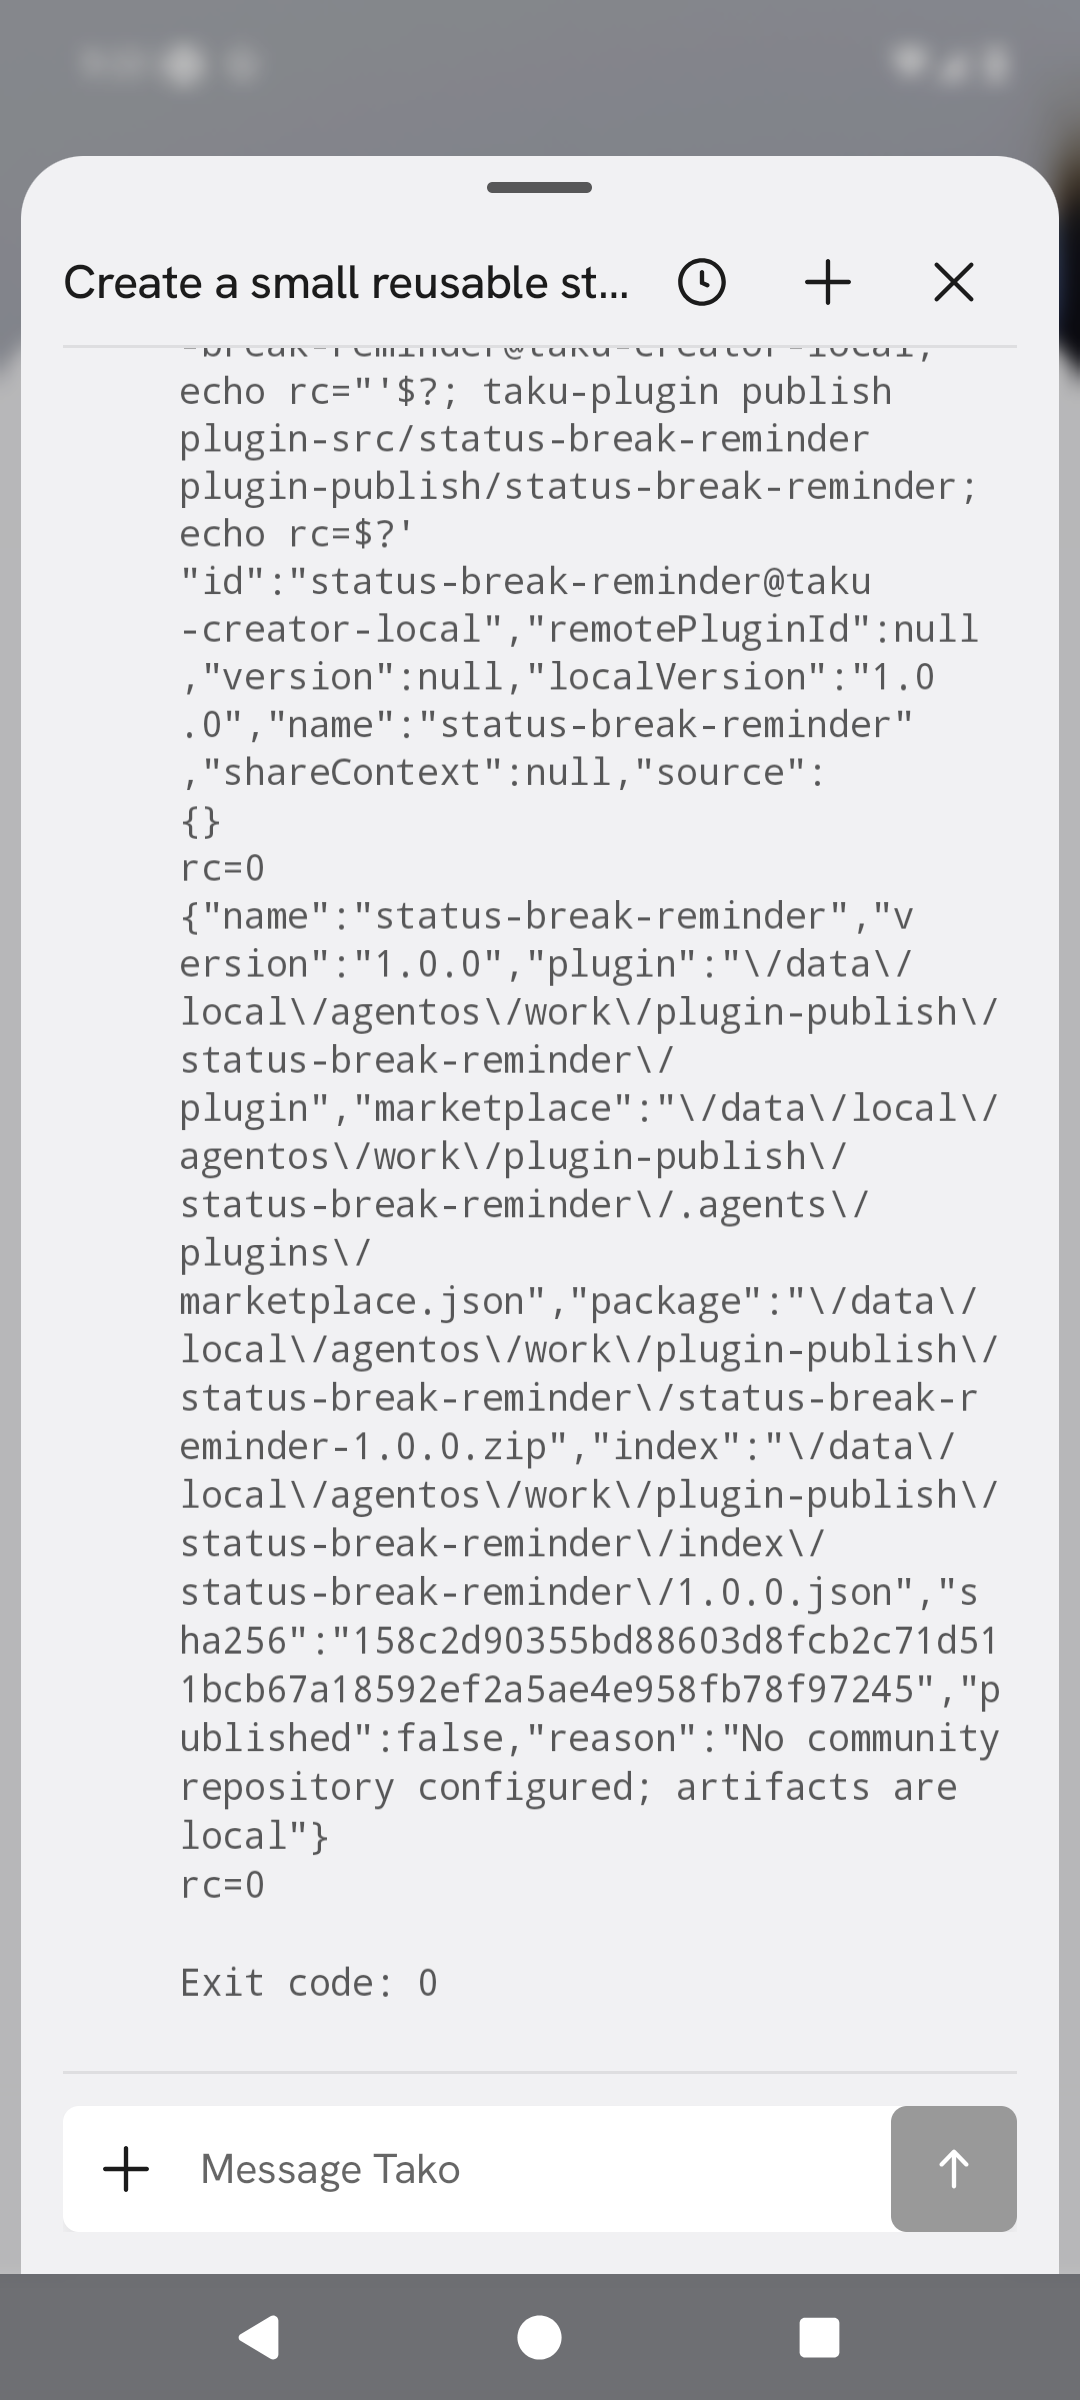 Create a small reusable st...
-break-reminder@taku-creator-local;
echo rc="'$?; taku-plugin publish
plugin-src/status-break-reminder
plugin-publish/status-break-reminder;
echo rc=$?'
"id":"status-break-reminder@taku
-creator-local","remotePluginId":null
,"version":null,"localVersion":"1.0
.0","name":"status-break-reminder"
,"shareContext":null,"source":
{}
rc=0
{"name":"status-break-reminder","v
ersion":"1.0.0","plugin":"\/data\/
local\/agentos\/work\/plugin-publish\/
status-break-reminder\/
plugin","marketplace":"\/data\/local\/
agentos\/work\/plugin-publish\/
status-break-reminder\/.agents\/
plugins\/
marketplace.json","package":"\/data\/
local\/agentos\/work\/plugin-publish\/
status-break-reminder\/status-break-r
eminder-1.0.0.zip","index":"\/data\/
local\/agentos\/work\/plugin-publish\/
status-break-reminder\/index\/
status-break-reminder\/1.0.0.json","s
ha256":"158c2d90355bd88603d8fcb2c71d51
1bcb67a18592ef2a5ae4e958fb78f97245","p
ublished":false,"reason":"No community
repository configured; artifacts are
local"}
rc=0
Exit code: 0
Message Tako